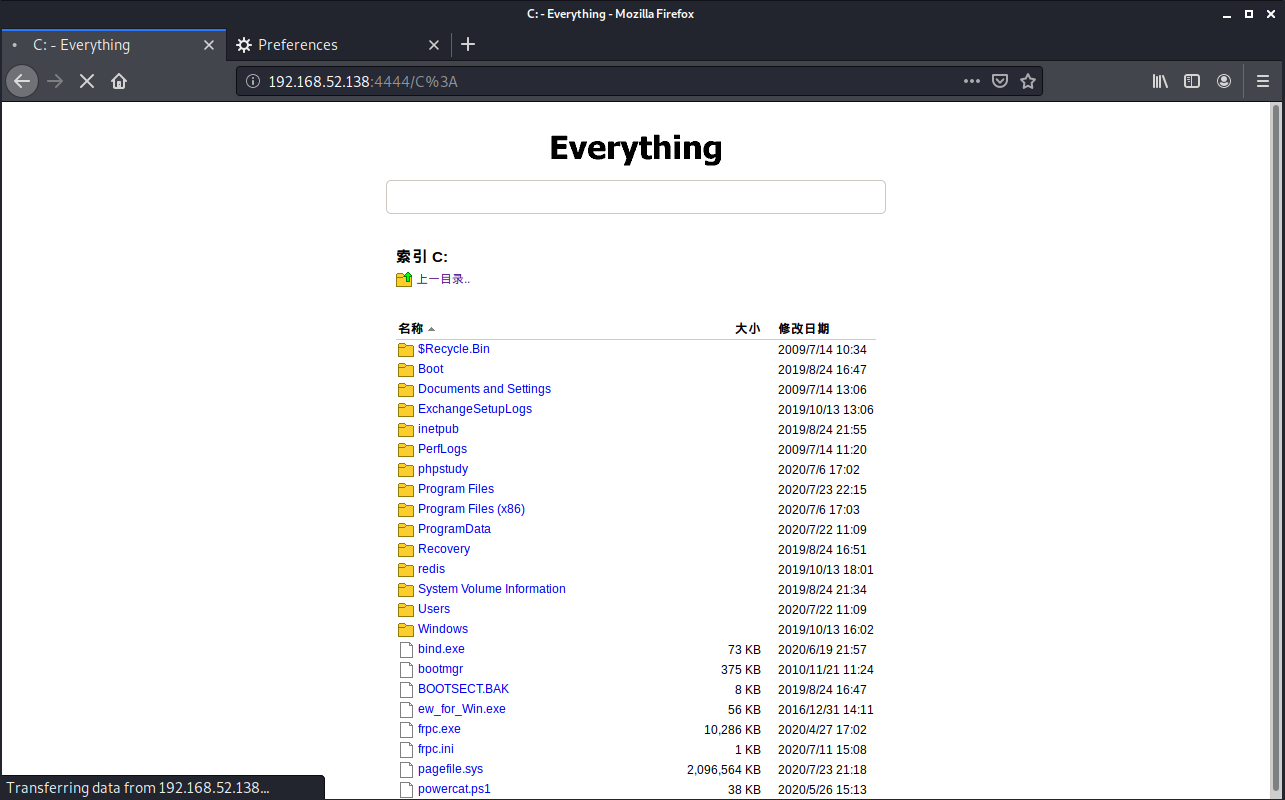 C: - Everything - Mozilla Firefox
C: - Everything
Preferences
192.168.52.138:4444/C%3A
Everything
索引 C:
上一目录..
名称 大小 修改日期
$Recycle.Bin 2009/7/14 10:34
Boot 2019/8/24 16:47
Documents and Settings 2009/7/14 13:06
ExchangeSetupLogs 2019/10/13 13:06
inetpub 2019/8/24 21:55
PerfLogs 2009/7/14 11:20
phpstudy 2020/7/6 17:02
Program Files 2020/7/23 22:15
Program Files (x86) 2020/7/6 17:03
ProgramData 2020/7/22 11:09
Recovery 2019/8/24 16:51
redis 2019/10/13 18:01
System Volume Information 2019/8/24 21:34
Users 2020/7/22 11:09
Windows 2019/10/13 16:02
bind.exe 73 KB 2020/6/19 21:57
bootmgr 375 KB 2010/11/21 11:24
BOOTSECT.BAK 8 KB 2019/8/24 16:47
ew_for_Win.exe 56 KB 2016/12/31 14:11
frpc.exe 10,286 KB 2020/4/27 17:02
frpc.ini 1 KB 2020/7/11 15:08
pagefile.sys 2,096,564 KB 2020/7/23 21:18
powercat.ps1 38 KB 2020/5/26 15:13
Transferring data from 192.168.52.138...